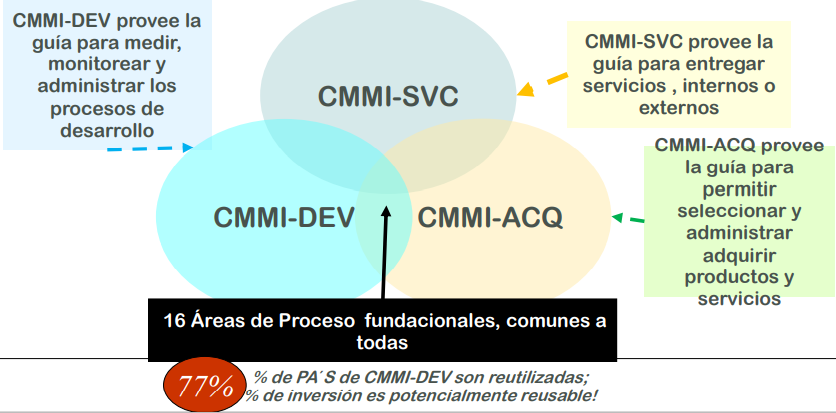 CMMI-DEV provee la
guía para medir,
monitorear y
administrar los
procesos de
desarrollo
CMMI-SVC
CMMI-SVC provee la
guía para entregar
servicios , internos o
externos
CMMI-DEV
CMMI-ACQ
CMMI-ACQ provee
la guía para
permitir
seleccionar y
administrar
adquirir
productos y
servicios
16 Áreas de Proceso fundacionales, comunes a
todas
77%
% de PA´S de CMMI-DEV son reutilizadas;
% de inversión es potencialmente reusable!